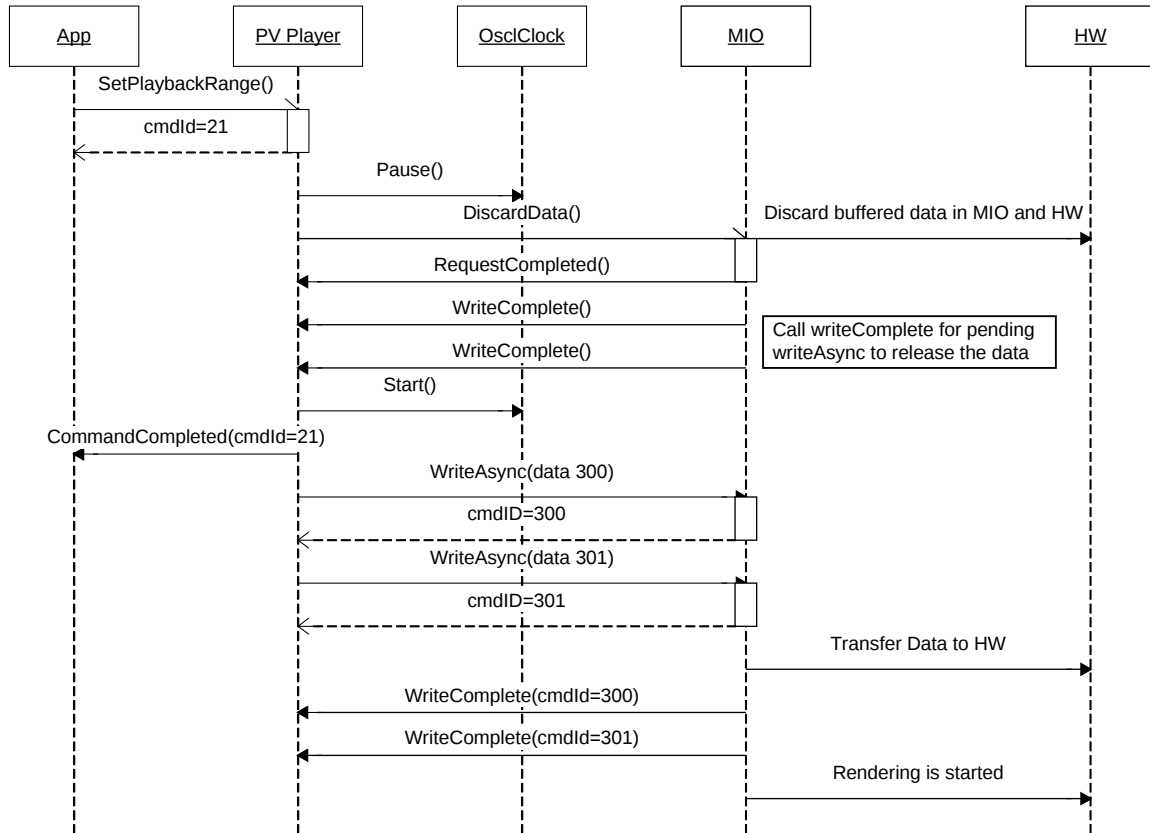 App
PV Player
OsclClock
MIO
HW
SetPlaybackRange()
cmdId=21
Pause()
DiscardData()
Discard buffered data in MIO and HW
RequestCompleted()
WriteComplete()
Call writeComplete for pending
writeAsync to release the data
WriteComplete()
Start()
CommandCompleted(cmdId=21)
WriteAsync(data 300)
cmdID=300
WriteAsync(data 301)
cmdID=301
Transfer Data to HW
WriteComplete(cmdId=300)
WriteComplete(cmdId=301)
Rendering is started